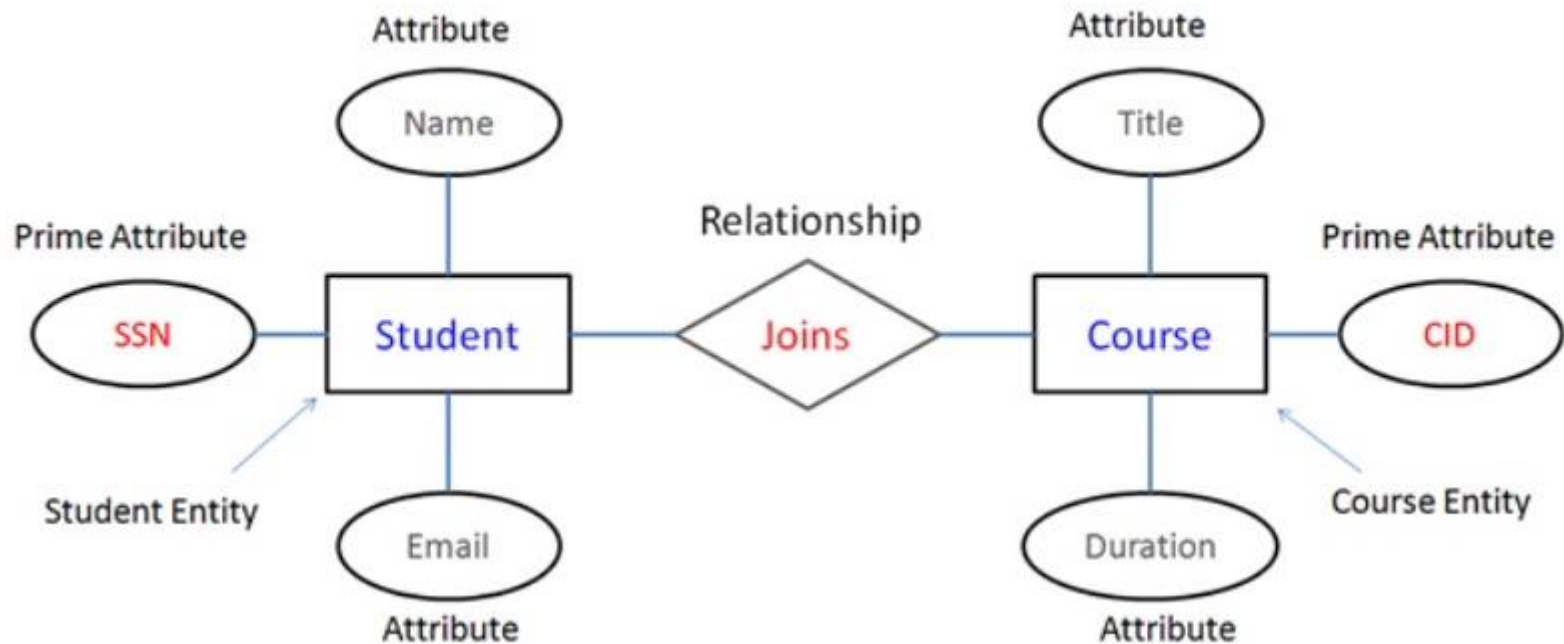 Attribute
Attribute
Name
Title
Relationship
Prime Attribute
Prime Attribute
SSN
Student
Joins
Course
CID
Student Entity
Course Entity
Email
Duration
Attribute
Attribute